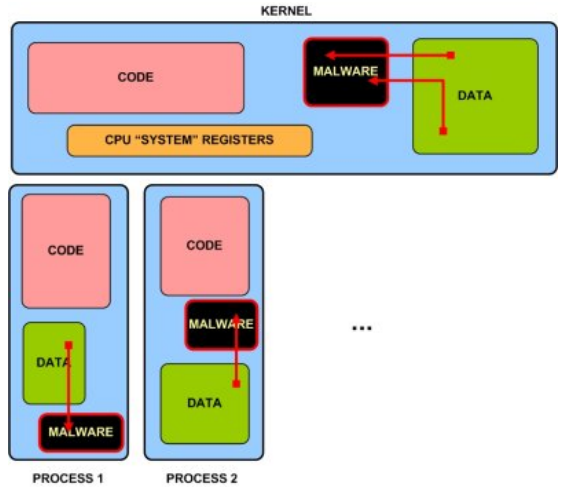 KERNEL
CODE
MALWARE
DATA
CPU “SYSTEM” REGISTERS
CODE
DATA
MALWARE
PROCESS 1
CODE
MALWARE
DATA
PROCESS 2
...